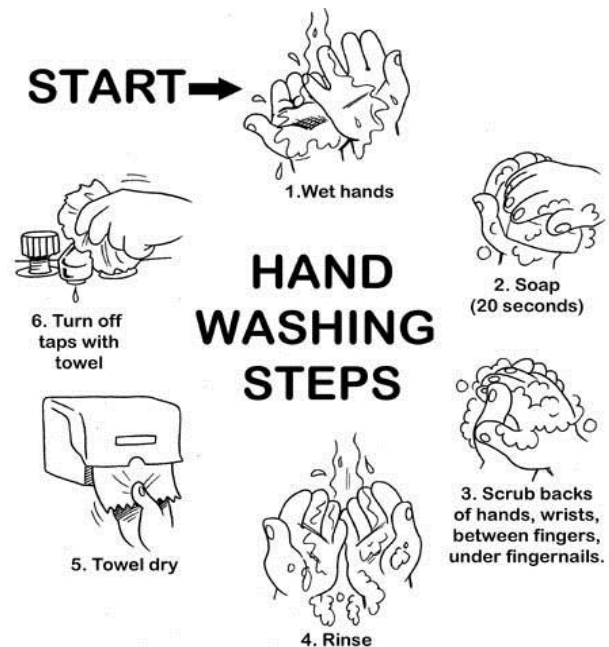 START
1.Wet hands
2. Soap
(20 seconds)
3. Scrub backs
of hands, wrists,
between fingers,
under fingernails.
4. Rinse
5. Towel dry
6. Turn off
taps with
towel
HAND
WASHING
STEPS